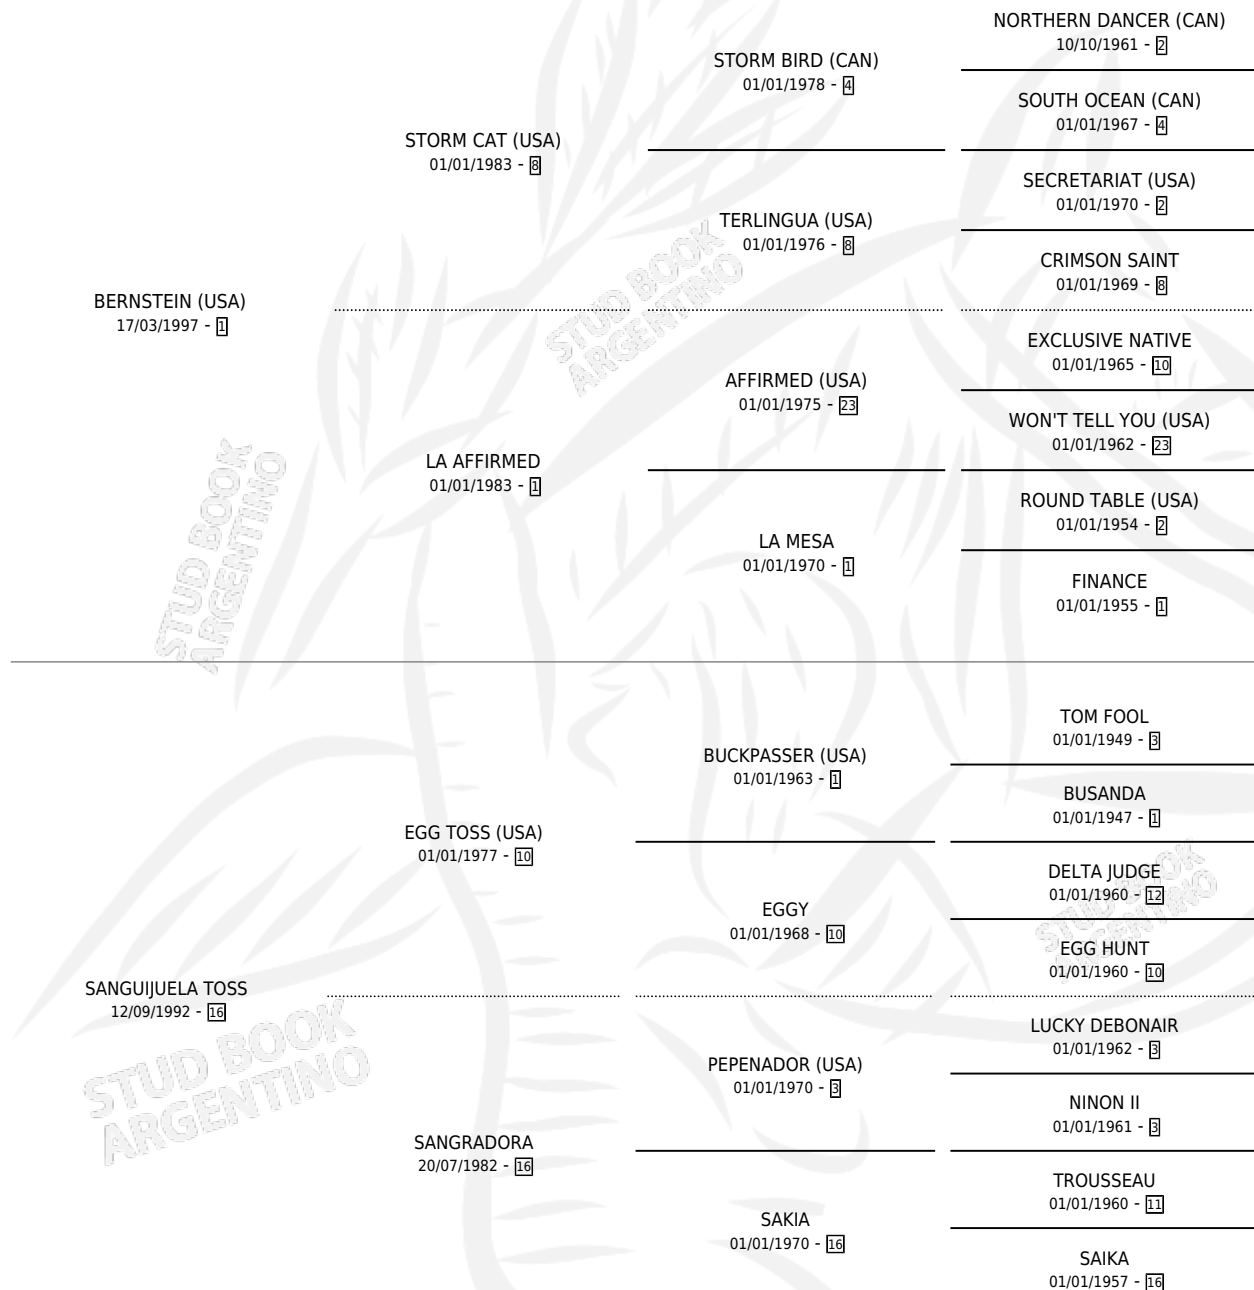 NORTHERN DANCER (CAN)
10/10/1961 - 2
STORM BIRD (CAN)
01/01/1978 - 4
SOUTH OCEAN (CAN)
01/01/1967 - 4
STORM CAT (USA)
01/01/1983 - 8
SECRETARIAT (USA)
01/01/1970 - 2
TERLINGUA (USA)
01/01/1976 - 8
CRIMSON SAINT
01/01/1969 - 8
BERNSTEIN (USA)
17/03/1997 - 1
EXCLUSIVE NATIVE
01/01/1965 - 10
AFFIRMED (USA)
01/01/1975 - 23
WON'T TELL YOU (USA)
01/01/1962 - 23
LA AFFIRMED
01/01/1983 - 1
ROUND TABLE (USA)
01/01/1954 - 2
LA MESA
01/01/1970 - 1
FINANCE
01/01/1955 - 1
TOM FOOL
01/01/1949 - 3
BUCKPASSER (USA)
01/01/1963 - 1
BUSANDA
01/01/1947 - 1
EGG TOSS (USA)
01/01/1977 - 10
DELTA JUDGE
01/01/1960 - 12
EGGY
01/01/1968 - 10
EGG HUNT
01/01/1960 - 10
SANGUIJUELA TOSS
12/09/1992 - 16
LUCKY DEBONAIR
01/01/1962 - 3
PEPENADOR (USA)
01/01/1970 - 3
NINON II
01/01/1961 - 3
SANGRADORA
20/07/1982 - 16
TROUSSEAU
01/01/1960 - 11
SAKIA
01/01/1970 - 16
SAIKA
01/01/1957 - 16
STUD BOOK
ARGENTINO
STUD BOOK
ARGENTINO
STUD BOOK
ARGENTINO
STUD BOOK
ARGENTINO